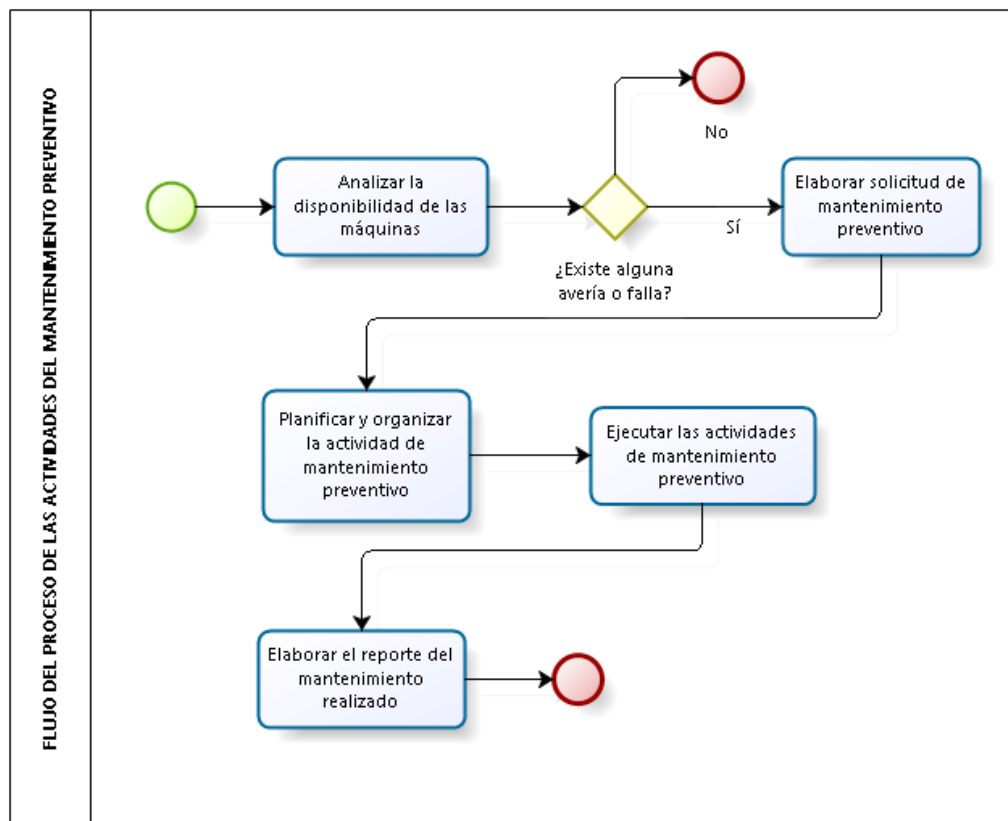 FLUJO DEL PROCESO DE LAS ACTIVIDADES DEL MANTENIMIENTO PREVENTIVO
Analizar la
disponibilidad de las
máquinas
¿Existe alguna
avería o falla?
No
Sí
Elaborar solicitud de
mantenimiento
preventivo
Planificar y organizar
la actividad de
mantenimiento
preventivo
Ejecutar las actividades
de mantenimiento
preventivo
Elaborar el reporte del
mantenimiento
realizado